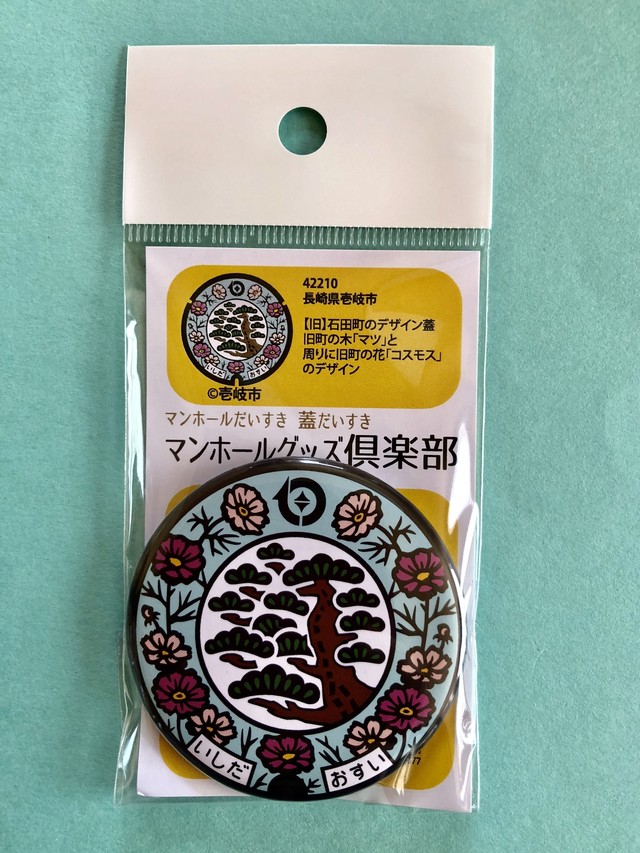 42210
長崎県壱岐市
【旧】石田町のデザイン蓋
旧町の木「マツ」と
周りに旧町の花「コスモス」
のデザイン
いしだ おすい
©壱岐市
マンホールだいすき 蓋だいすき
マンホールグッズ倶楽部
いしだ おすい